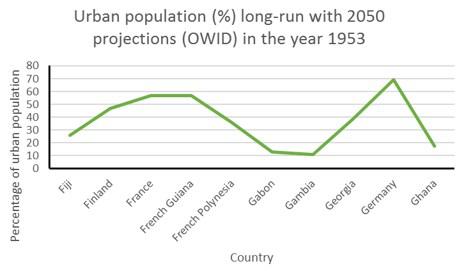 Urban population (%) long-run with 2050
projections (OWID) in the year 1953
Percentage of urban population
80
70
60
50
40
30
20
10
0
Fiji
Finland
France
French Guiana
French Polynesia
Gabon
Gambia
Georgia
Germany
Ghana
Country